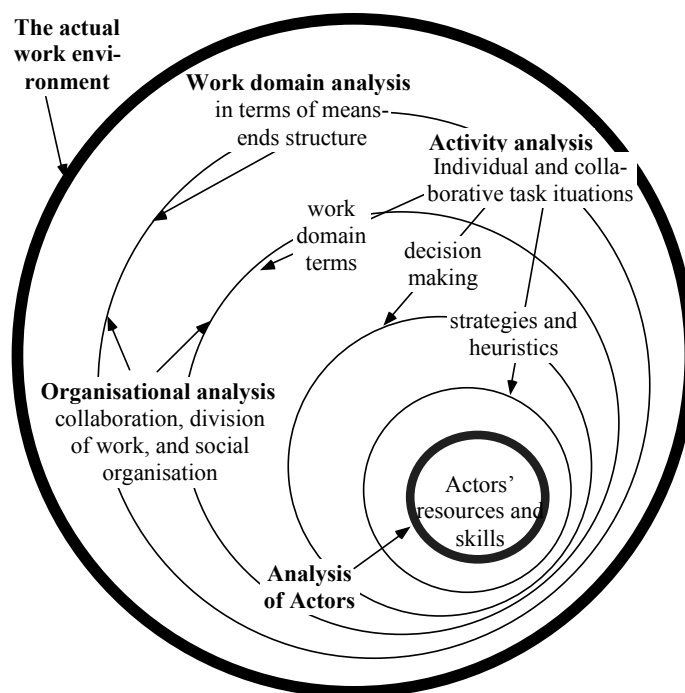 The actual
work envi-
ronment
Work domain analysis
in terms of means-
ends structure
Activity analysis
Individual and colla-
borative task ituations
work
domain
terms
decision
making
strategies and
heuristics
Organisational analysis
collaboration, division
of work, and social
organisation
Actors’
resources and
skills
Analysis
of Actors